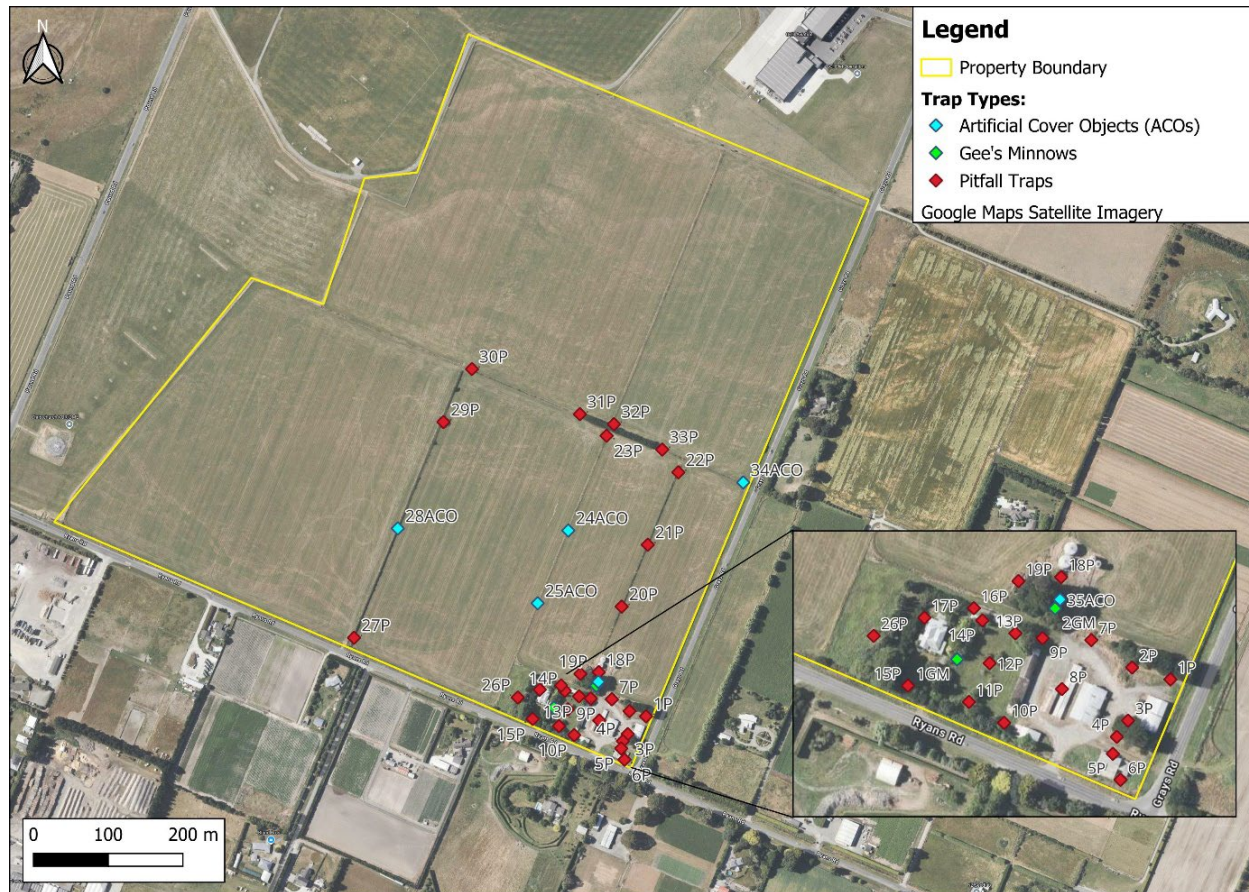 N
Legend
Property Boundary
Trap Types:
Artificial Cover Objects (ACOs)
Gee's Minnows
Pitfall Traps
Google Maps Satellite Imagery
30P
29P
31P
32P
23P
33P
22P
34ACO
28ACO
24ACO
21P
25ACO
20P
27P
19P
18P
26P
14P
7P
1P
13P
9P
4P
15P
10P
3P
5P
6P
19P
18P
16P
35ACO
17P
13P
2GM
26P
14P
9P
7P
12P
2P
1P
15P
1GM
8P
11P
3P
10P
4P
Ryans Rd
5P
6P
Grays Rd
0 100 200 m